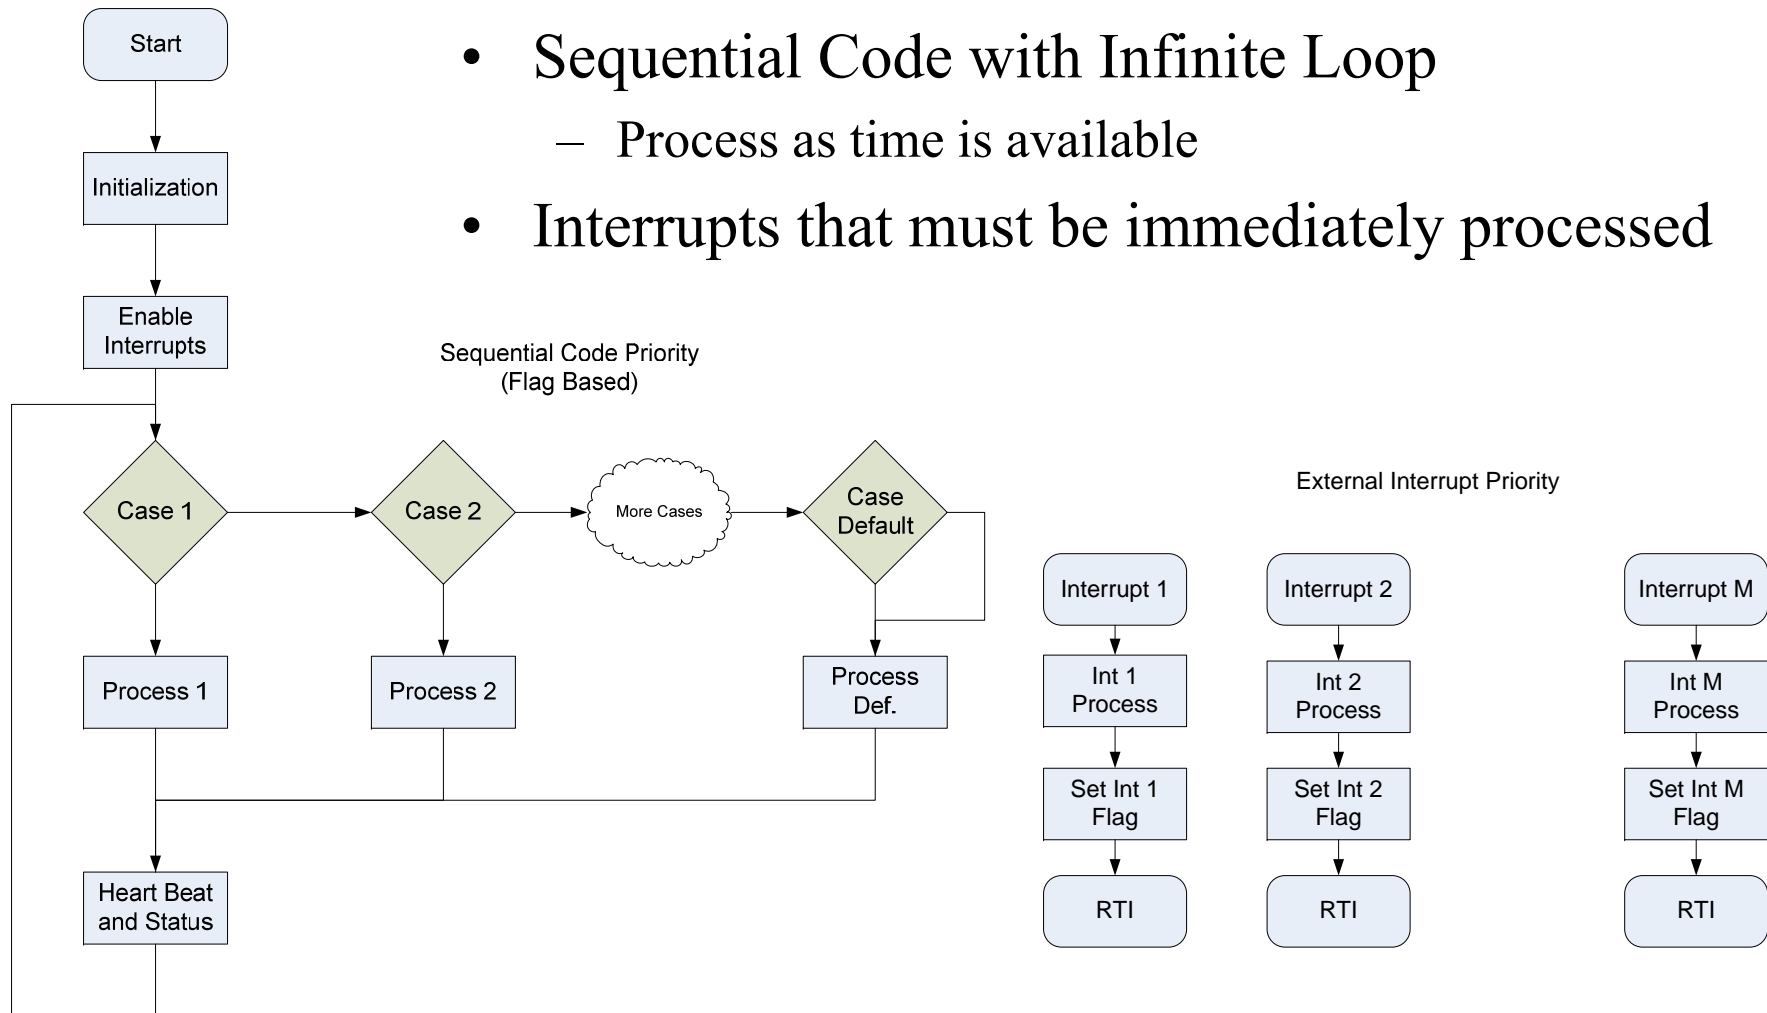 • Sequential Code with Infinite Loop
– Process as time is available
• Interrupts that must be immediately processed
Start
Initialization
Enable
Interrupts
Sequential Code Priority
(Flag Based)
Case 1
Case 2
More Cases
Case
Default
Process 1
Process 2
Process
Def.
Heart Beat
and Status
External Interrupt Priority
Interrupt 1
Int 1
Process
Set Int 1
Flag
RTI
Interrupt 2
Int 2
Process
Set Int 2
Flag
RTI
Interrupt M
Int M
Process
Set Int M
Flag
RTI